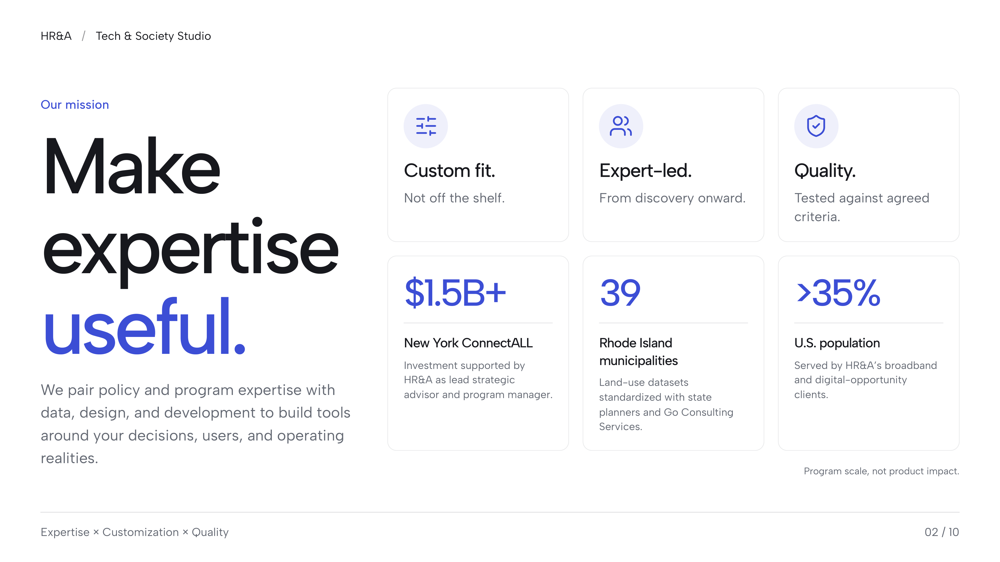 HR&A / Tech & Society Studio
Our mission
Make
expertise
useful.
We pair policy and program expertise with
data, design, and development to build tools
around your decisions, users, and operating
realities.
Custom fit.
Not off the shelf.
Expert-led.
From discovery onward.
Quality.
Tested against agreed
criteria.
$1.5B+
New York ConnectALL
Investment supported by
HR&A as lead strategic
advisor and program manager.
39
Rhode Island
municipalities
Land-use datasets
standardized with state
planners and Go Consulting
Services.
>35%
U.S. population
Served by HR&A’s broadband
and digital-opportunity
clients.
Program scale, not product impact.
Expertise × Customization × Quality
02 / 10